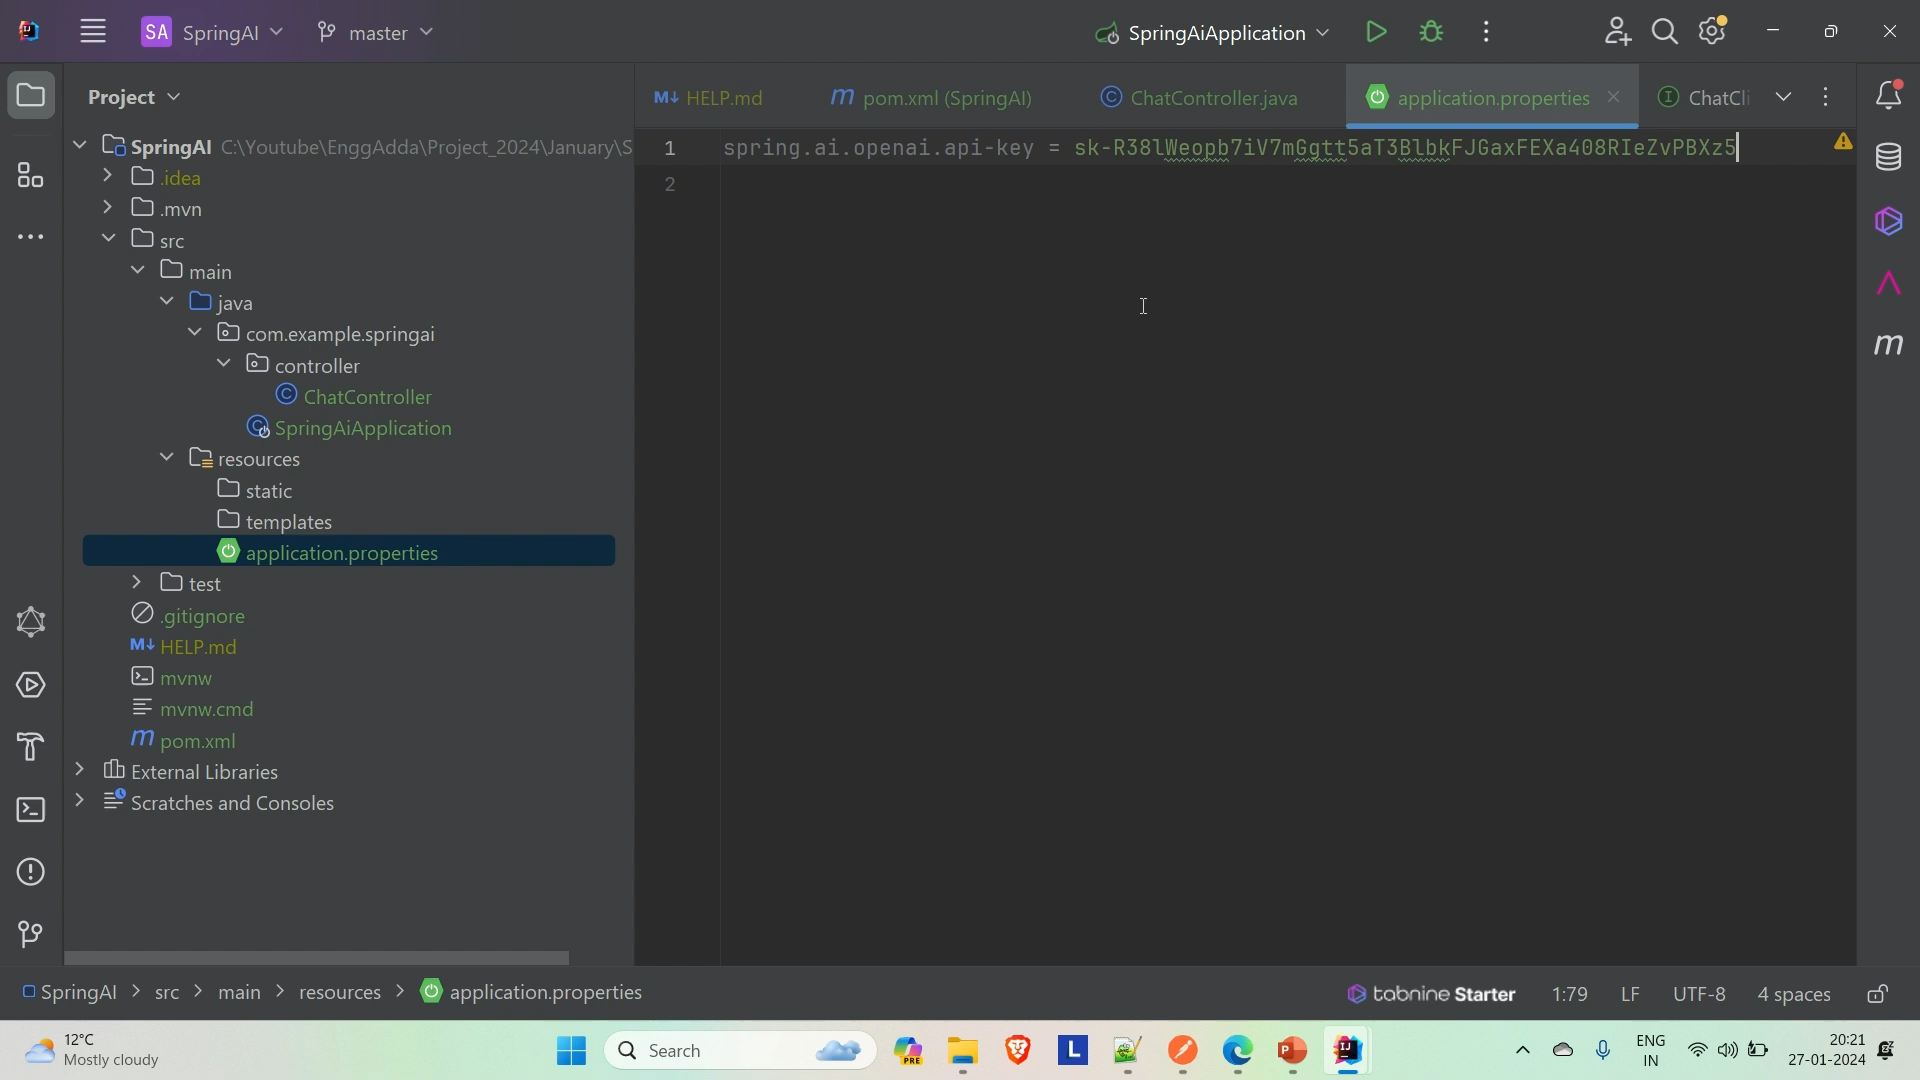 SA SpringAI master SpringAiApplication
Project
HELP.md pom.xml (SpringAI) ChatController.java application.properties ChatCli
SpringAI C:\Youtube\EnggAdda\Project_2024\January\S
.idea
.mvn
src
main
java
com.example.springai
controller
ChatController
SpringAiApplication
resources
static
templates
application.properties
test
.gitignore
HELP.md
mvnw
mvnw.cmd
pom.xml
External Libraries
Scratches and Consoles
1 spring.ai.openai.api-key = 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
2
SpringAI > src > main > resources > application.properties
tabnine Starter 1:79 LF UTF-8 4 spaces
12°C
Mostly cloudy
Search
PRE
L
ENG
IN
20:21
27-01-2024